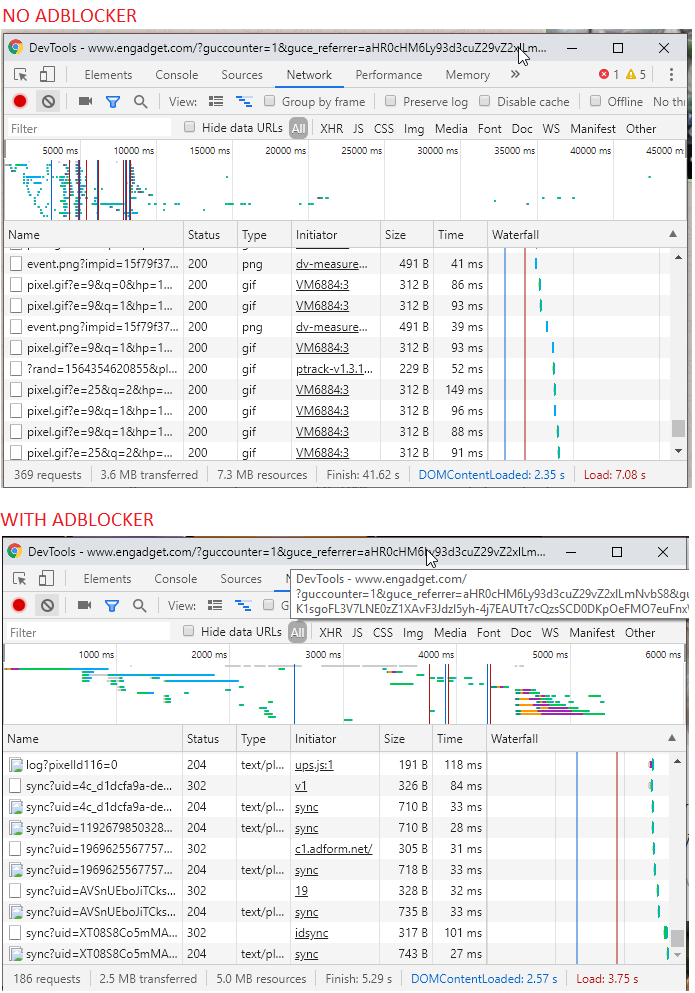 NO ADBLOCKER
DevTools - www.engadget.com/?guccounter=1&guce_referrer=aHR0cHM6Ly93d3cuZ29vZ2xlLm...
Elements Console Sources Network Performance Memory » 1 5
View: Group by frame Preserve log Disable cache Offline No thr
Filter Hide data URLs All XHR JS CSS Img Media Font Doc WS Manifest Other
5000 ms 10000 ms 15000 ms 20000 ms 25000 ms 30000 ms 35000 ms 40000 ms 45000 ms
Name Status Type Initiator Size Time Waterfall
event.png?impid=15f79f37... 200 png dv-measure... 491 B 41 ms
pixel.gif?e=9&q=0&hp=1... 200 gif VM6884:3 312 B 86 ms
pixel.gif?e=9&q=1&hp=1... 200 gif VM6884:3 312 B 93 ms
event.png?impid=15f79f37... 200 png dv-measure... 491 B 39 ms
pixel.gif?e=9&q=1&hp=1... 200 gif VM6884:3 312 B 93 ms
?rand=1564354620855&pl... 200 gif ptrack-v1.3.1... 229 B 52 ms
pixel.gif?e=25&q=2&hp=... 200 gif VM6884:3 312 B 149 ms
pixel.gif?e=9&q=1&hp=1... 200 gif VM6884:3 312 B 96 ms
pixel.gif?e=9&q=1&hp=1... 200 gif VM6884:3 312 B 88 ms
pixel.gif?e=25&q=2&hp=... 200 gif VM6884:3 312 B 91 ms
369 requests 3.6 MB transferred 7.3 MB resources Finish: 41.62 s DOMContentLoaded: 2.35 s Load: 7.08 s
WITH ADBLOCKER
DevTools - www.engadget.com/?guccounter=1&guce_referrer=aHR0cHM6Ly93d3cuZ29vZ2xlLm...
Elements Console Sources
DevTools - www.engadget.com/
?guccounter=1&guce_referrer=aHR0cHM6Ly93d3cuZ29vZ2xlLmNvbS8&gu
K1sgoFL3V7LNE0zZ1XAvF3Jdzl5yh-4j7EAUTt7cQzsSCD0DKpOeFMO7euFnxV
View:
Filter Hide data URLs All XHR JS CSS Img Media Font Doc WS Manifest Other
1000 ms 2000 ms 3000 ms 4000 ms 5000 ms 6000 ms
Name Status Type Initiator Size Time Waterfall
log?pixelId116=0 204 text/pl... ups.js:1 191 B 118 ms
sync?uid=4c_d1dcfa9a-de... 302 v1 326 B 84 ms
sync?uid=4c_d1dcfa9a-de... 204 text/pl... sync 710 B 33 ms
sync?uid=1192679850328... 204 text/pl... sync 710 B 28 ms
sync?uid=1969625567757... 302 c1.adform.net/ 305 B 31 ms
sync?uid=1969625567757... 204 text/pl... sync 718 B 33 ms
sync?uid=AVSnUEboJiTCks... 302 19 328 B 32 ms
sync?uid=AVSnUEboJiTCks... 204 text/pl... sync 735 B 33 ms
sync?uid=XT08S8Co5mMA... 302 idsync 317 B 101 ms
sync?uid=XT08S8Co5mMA... 204 text/pl... sync 743 B 27 ms
186 requests 2.5 MB transferred 5.0 MB resources Finish: 5.29 s DOMContentLoaded: 2.57 s Load: 3.75 s